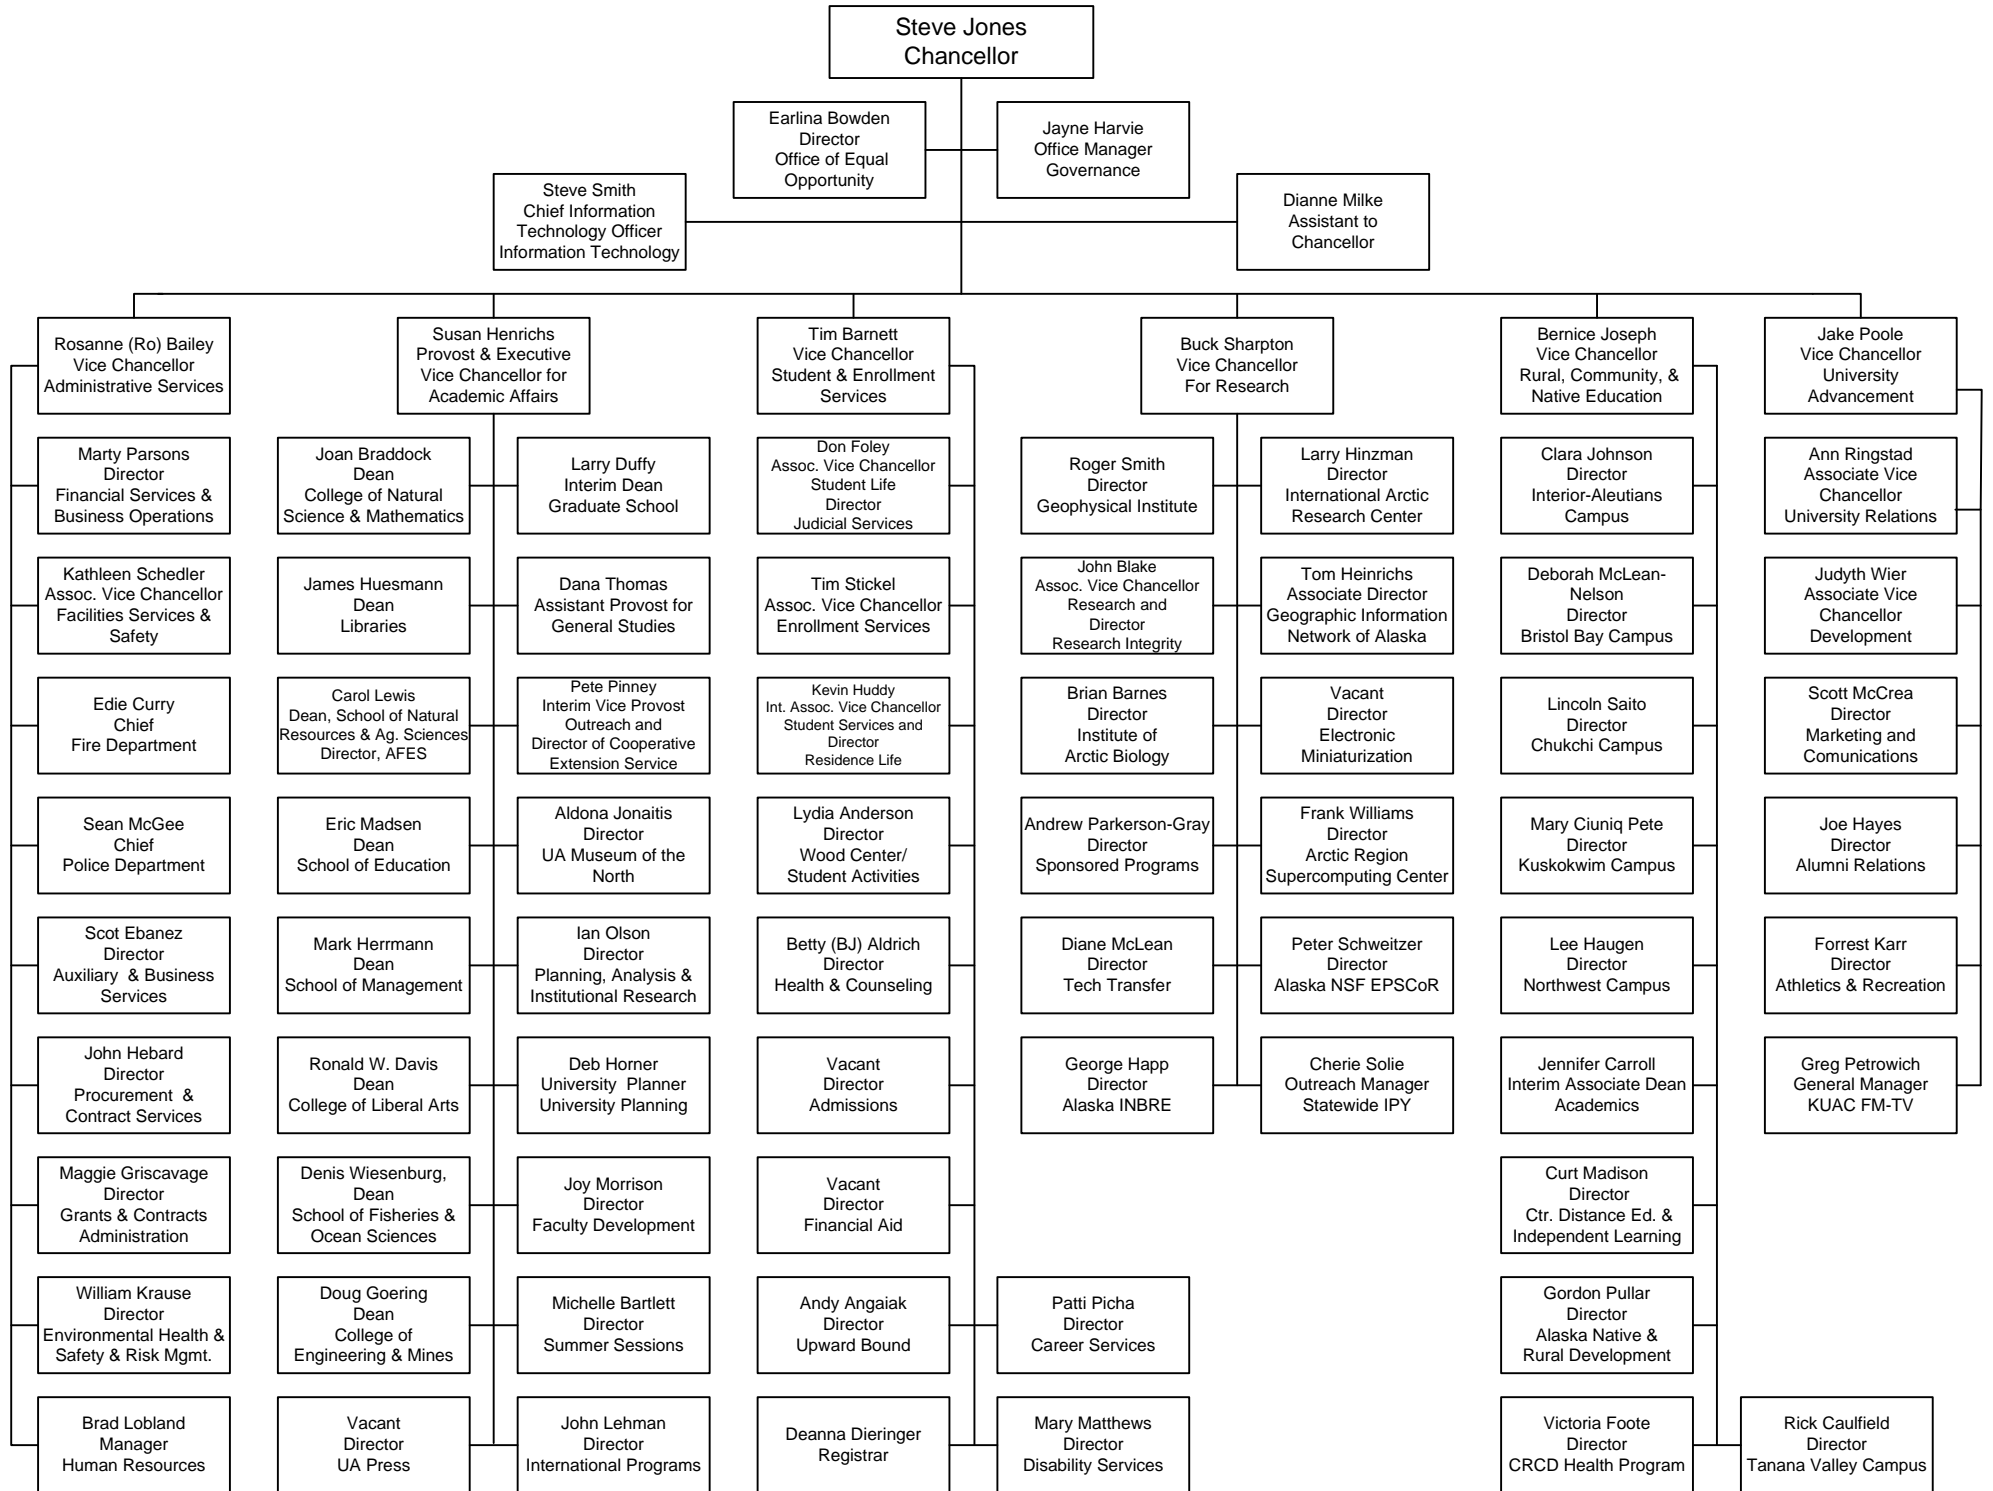 Steve Jones
Chancellor
Earlina Bowden
Director
Office of Equal
Opportunity
Jayne Harvie
Office Manager
Governance
Steve Smith
Chief Information
Technology Officer
Information Technology
Dianne Milke
Assistant to
Chancellor
Rosanne (Ro) Bailey
Vice Chancellor
Administrative Services
Susan Henrichs
Provost & Executive
Vice Chancellor for
Academic Affairs
Tim Barnett
Vice Chancellor
Student & Enrollment
Services
Buck Sharpton
Vice Chancellor
For Research
Bernice Joseph
Vice Chancellor
Rural, Community, &
Native Education
Jake Poole
Vice Chancellor
University
Advancement
Marty Parsons
Director
Financial Services &
Business Operations
Joan Braddock
Dean
College of Natural
Science & Mathematics
Larry Duffy
Interim Dean
Graduate School
Don Foley
Assoc. Vice Chancellor
Student Life
Director
Judicial Services
Roger Smith
Director
Geophysical Institute
Larry Hinzman
Director
International Arctic
Research Center
Clara Johnson
Director
Interior-Aleutians
Campus
Ann Ringstad
Associate Vice
Chancellor
University Relations
Kathleen Schedler
Assoc. Vice Chancellor
Facilities Services &
Safety
James Huesmann
Dean
Libraries
Dana Thomas
Assistant Provost for
General Studies
Tim Stickel
Assoc. Vice Chancellor
Enrollment Services
John Blake
Assoc. Vice Chancellor
Research and
Director
Research Integrity
Tom Heinrichs
Associate Director
Geographic Information
Network of Alaska
Deborah McLean-
Nelson
Director
Bristol Bay Campus
Judyth Wier
Associate Vice
Chancellor
Development
Edie Curry
Chief
Fire Department
Carol Lewis
Dean, School of Natural
Resources & Ag. Sciences
Director, AFES
Pete Pinney
Interim Vice Provost
Outreach and
Director of Cooperative
Extension Service
Kevin Huddy
Int. Assoc. Vice Chancellor
Student Services and
Director
Residence Life
Brian Barnes
Director
Institute of
Arctic Biology
Vacant
Director
Electronic
Miniaturization
Lincoln Saito
Director
Chukchi Campus
Scott McCrea
Director
Marketing and
Comunications
Sean McGee
Chief
Police Department
Eric Madsen
Dean
School of Education
Aldona Jonaitis
Director
UA Museum of the
North
Lydia Anderson
Director
Wood Center/
Student Activities
Andrew Parkerson-Gray
Director
Sponsored Programs
Frank Williams
Director
Arctic Region
Supercomputing Center
Mary Ciuniq Pete
Director
Kuskokwim Campus
Joe Hayes
Director
Alumni Relations
Scot Ebanez
Director
Auxiliary & Business
Services
Mark Herrmann
Dean
School of Management
Ian Olson
Director
Planning, Analysis &
Institutional Research
Betty (BJ) Aldrich
Director
Health & Counseling
Diane McLean
Director
Tech Transfer
Peter Schweitzer
Director
Alaska NSF EPSCoR
Lee Haugen
Director
Northwest Campus
Forrest Karr
Director
Athletics & Recreation
John Hebard
Director
Procurement &
Contract Services
Ronald W. Davis
Dean
College of Liberal Arts
Deb Horner
University Planner
University Planning
Vacant
Director
Admissions
George Happ
Director
Alaska INBRE
Cherie Solie
Outreach Manager
Statewide IPY
Jennifer Carroll
Interim Associate Dean
Academics
Greg Petrowich
General Manager
KUAC FM-TV
Maggie Griscavage
Director
Grants & Contracts
Administration
Denis Wiesenburg,
Dean
School of Fisheries &
Ocean Sciences
Joy Morrison
Director
Faculty Development
Vacant
Director
Financial Aid
Curt Madison
Director
Ctr. Distance Ed. &
Independent Learning
William Krause
Director
Environmental Health &
Safety & Risk Mgmt.
Doug Goering
Dean
College of
Engineering & Mines
Michelle Bartlett
Director
Summer Sessions
Andy Angaiak
Director
Upward Bound
Patti Picha
Director
Career Services
Gordon Pullar
Director
Alaska Native &
Rural Development
Brad Lobland
Manager
Human Resources
Vacant
Director
UA Press
John Lehman
Director
International Programs
Deanna Dieringer
Registrar
Mary Matthews
Director
Disability Services
Victoria Foote
Director
CRCD Health Program
Rick Caulfield
Director
Tanana Valley Campus